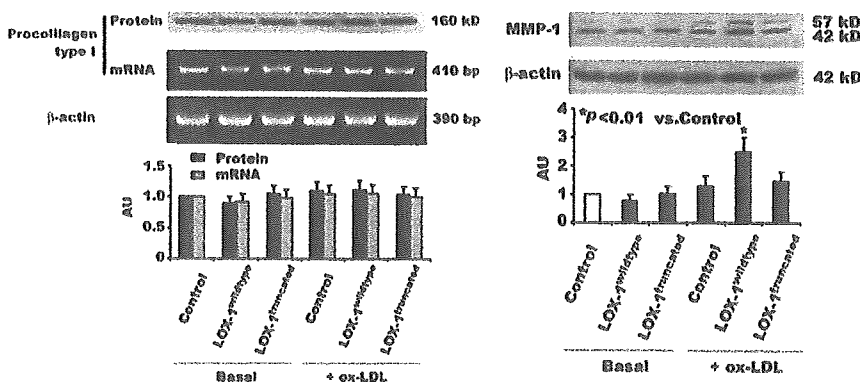 Procollagen
type I
Protein
160 kD
mRNA
410 bp
β-actin
390 bp
1.5
1.0
0.5
0
AU
Protein
mRNA
Control
LOX-1wildtype
LOX-1truncated
Control
LOX-1wildtype
LOX-1truncated
Basal
+ ox-LDL
MMP-1
57 kD
42 kD
β-actin
42 kD
4
3
2
1
0
AU
*p<0.01 vs.Control
*
Control
LOX-1wildtype
LOX-1truncated
Control
LOX-1wildtype
LOX-1truncated
Basal
+ ox-LDL